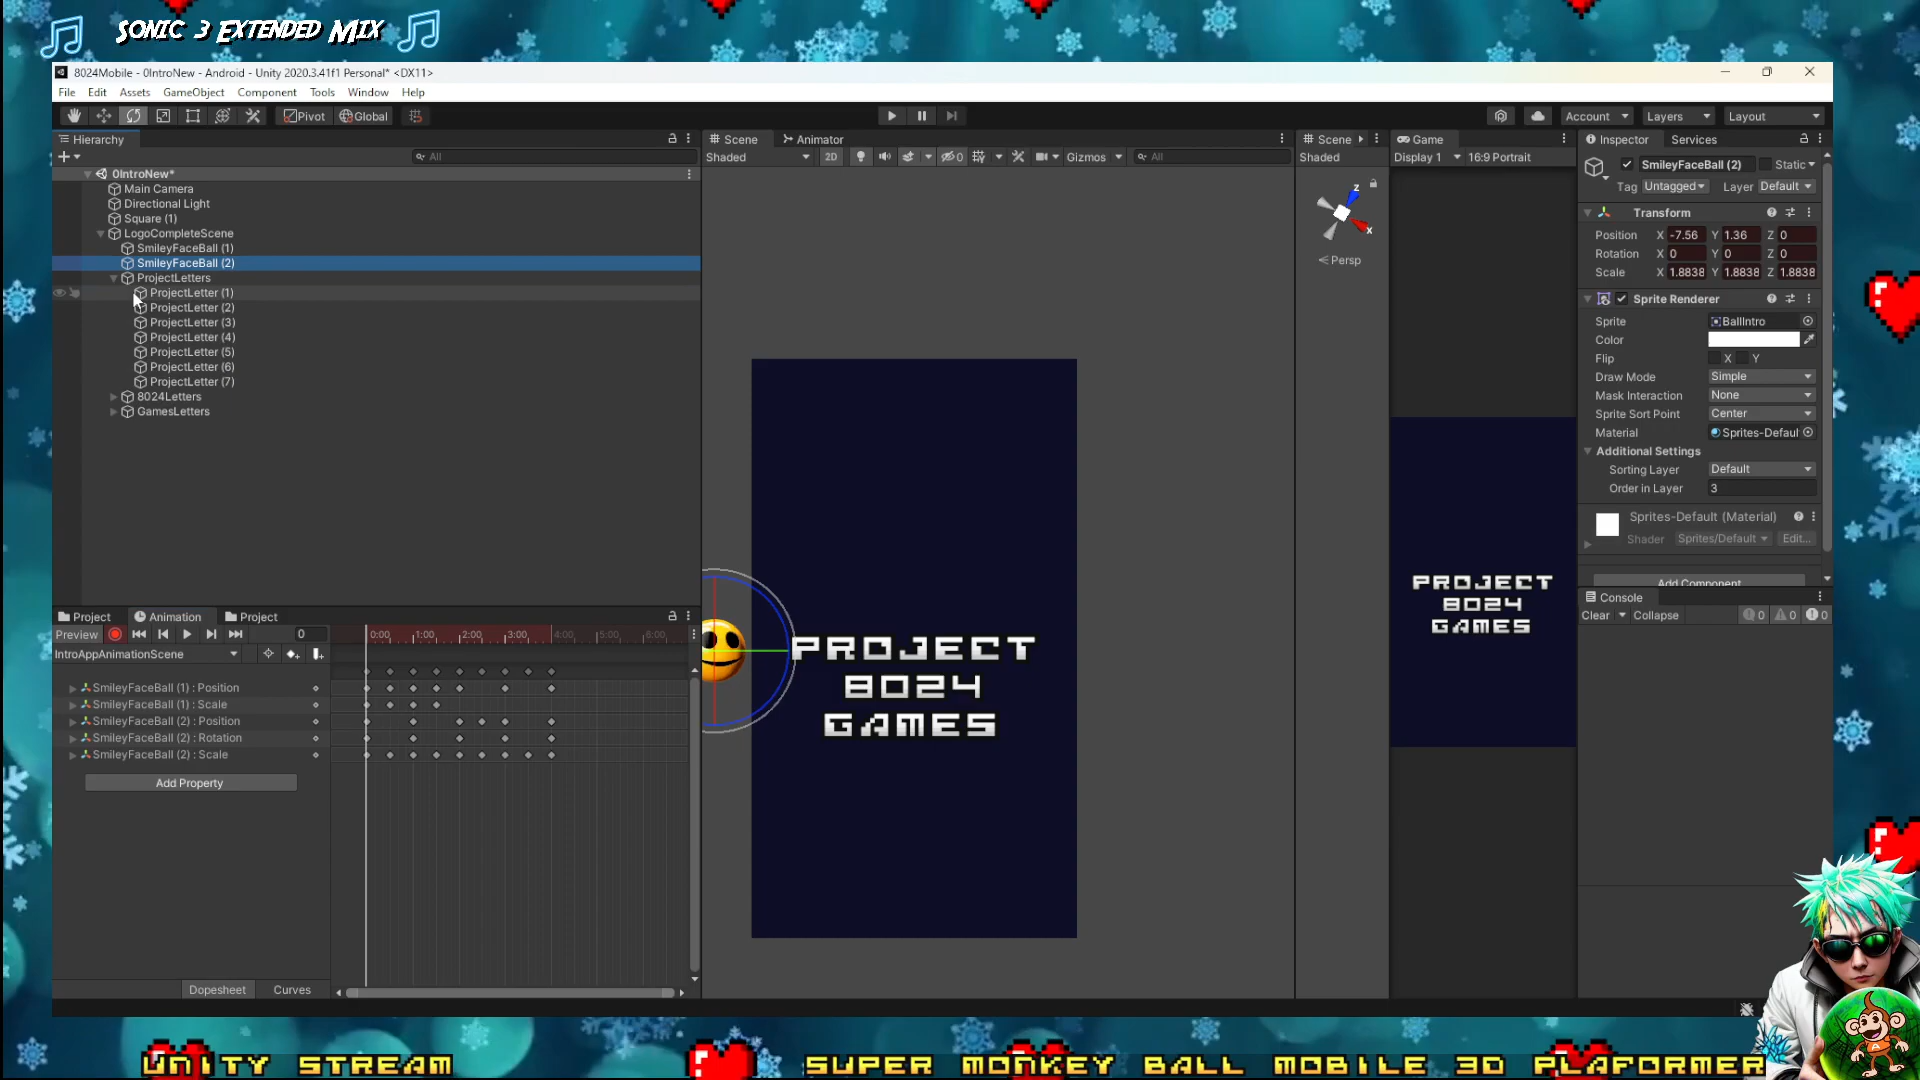 Sonic 3 Extended Mix
8024Mobile - 0IntroNew - Android - Unity 2020.3.41f1 Personal* <DX11>
File Edit Assets GameObject Component Tools Window Help
Pivot Global Account Layers Layout
Hierarchy
All
0IntroNew*
Main Camera
Directional Light
Square (1)
LogoCompleteScene
SmileyFaceBall (1)
SmileyFaceBall (2)
ProjectLetters
ProjectLetter (1)
ProjectLetter (2)
ProjectLetter (3)
ProjectLetter (4)
ProjectLetter (5)
ProjectLetter (6)
ProjectLetter (7)
8024Letters
GamesLetters
Project Animation Project
Preview 0 0:00 1:00 2:00 3:00 4:00 5:00 6:00
IntroAppAnimationScene
SmileyFaceBall (1) : Position
SmileyFaceBall (1) : Scale
SmileyFaceBall (2) : Position
SmileyFaceBall (2) : Rotation
SmileyFaceBall (2) : Scale
Add Property
Dopesheet Curves
Scene Animator
Shaded 2D 0 Gizmos All
PROJECT
8024
GAMES
Scene
Shaded
z
x
Persp
Game
Display 1 16:9 Portrait
PROJECT
8024
GAMES
Inspector Services
SmileyFaceBall (2) Static
Tag Untagged Layer Default
Transform
Position X -7.56 Y 1.36 Z 0
Rotation X 0 Y 0 Z 0
Scale X 1.8838 Y 1.8838 Z 1.8838
Sprite Renderer
Sprite BallIntro
Color
Flip X Y
Draw Mode Simple
Mask Interaction None
Sprite Sort Point Center
Material Sprites-Defaul
Additional Settings
Sorting Layer Default
Order in Layer 3
Sprites-Default (Material)
Shader Sprites/Default Edit...
Add Component
Console
Clear Collapse 0 0 0
UNITY STREAM SUPER MONKEY BALL MOBILE 3D PLAFORMER